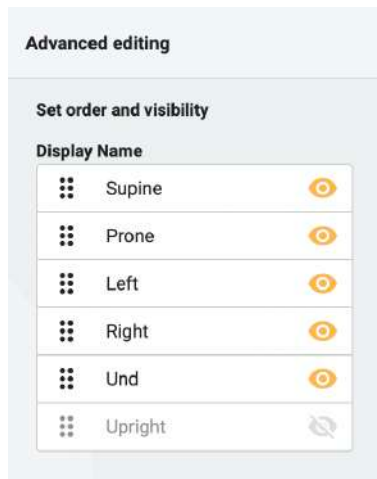 Advanced editing
Set order and visibility
Display Name
Supine
Prone
Left
Right
Und
Upright